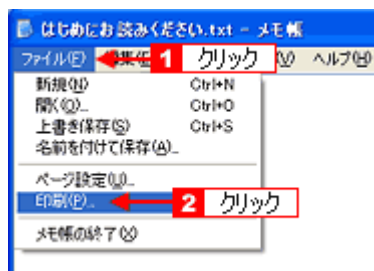 はじめにお読みください.txt - メモ帳
ファイル(F) 1 クリック (V) ヘルプ(H)
新規(N) Ctrl+N
開く(O)... Ctrl+O
上書き保存(S) Ctrl+S
名前を付けて保存(A)...
ページ設定(U)...
印刷(P)... 2 クリック
メモ帳の終了(X)